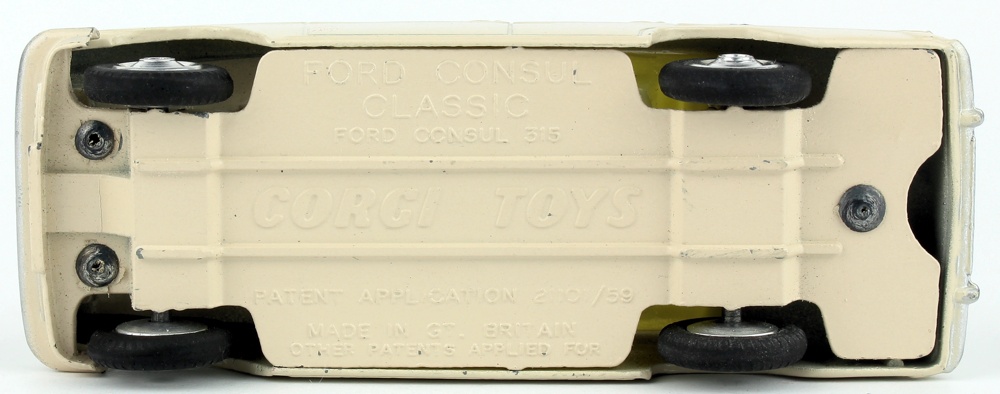 FORD CONSUL
CLASSIC
FORD CONSUL 315
CORGI TOYS
PATENT APPLICATION /59
MADE IN GT. BRITAIN
OTHER PATENTS APPLIED FOR